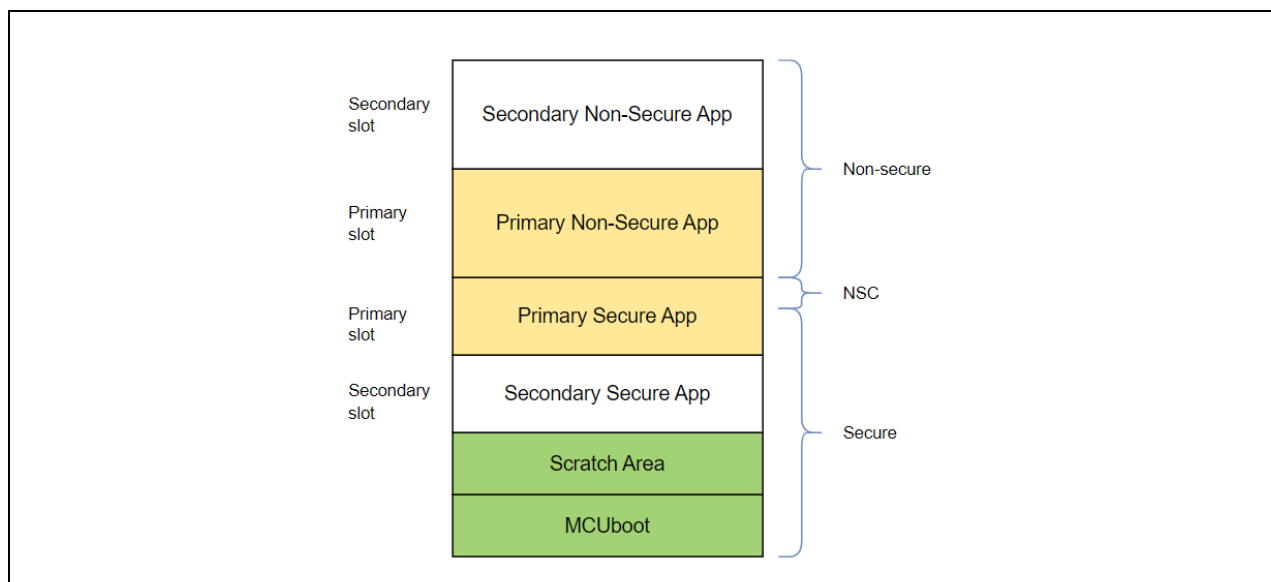 Secondary
slot
Secondary Non-Secure App
Non-secure
Primary
slot
Primary Non-Secure App
NSC
Primary
slot
Primary Secure App
Secondary
slot
Secondary Secure App
Secure
Scratch Area
MCUboot